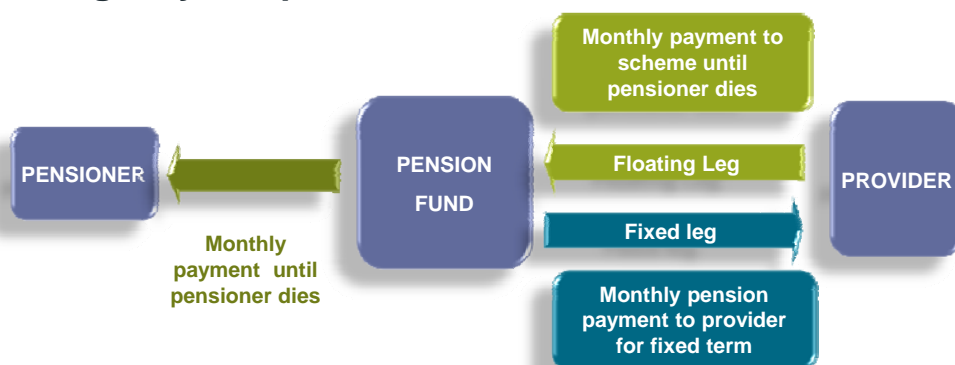 Monthly payment to
scheme until
pensioner dies
PENSIONER
PENSION
FUND
Floating Leg
PROVIDER
Fixed leg
Monthly
payment until
pensioner dies
Monthly pension
payment to provider
for fixed term